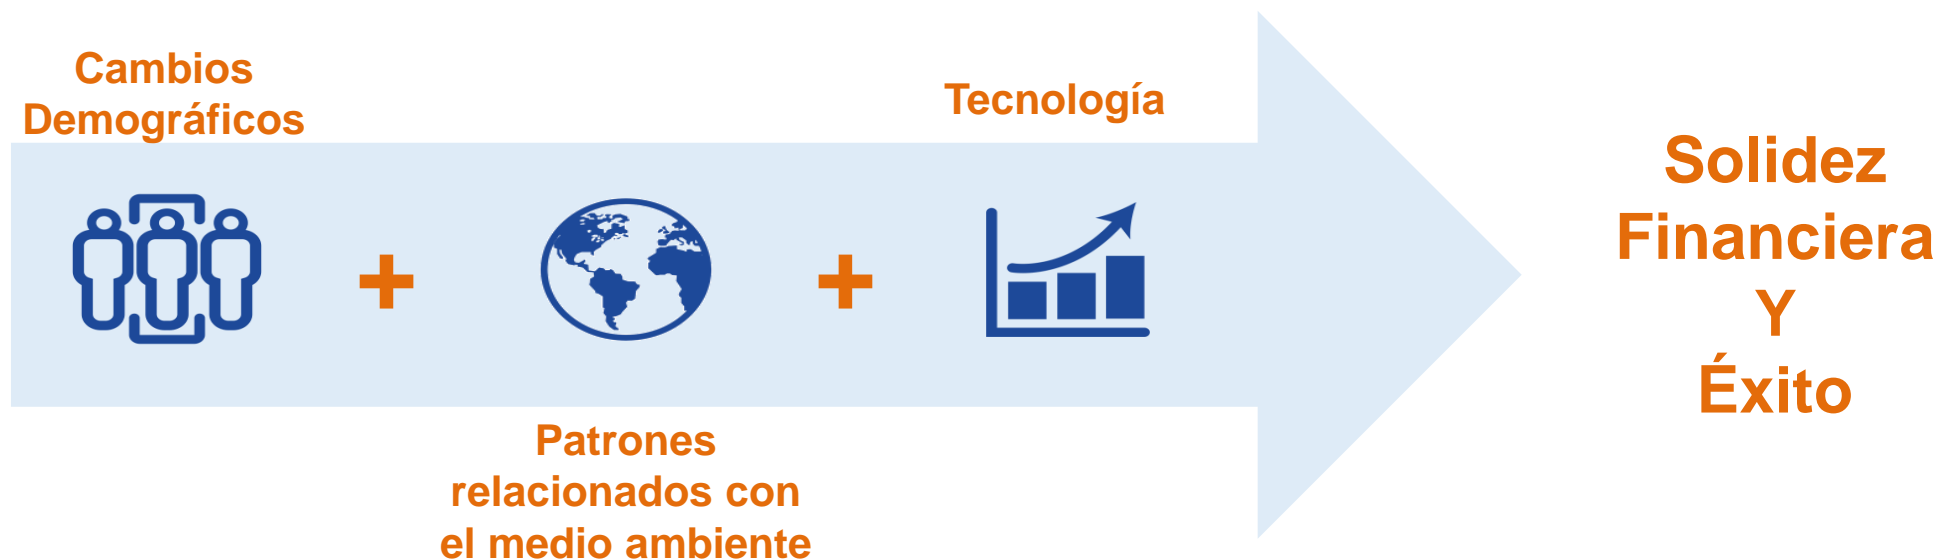 Cambios
Demográficos
+
Patrones
relacionados con
el medio ambiente
+
Tecnología
Solidez
Financiera
Y
Éxito